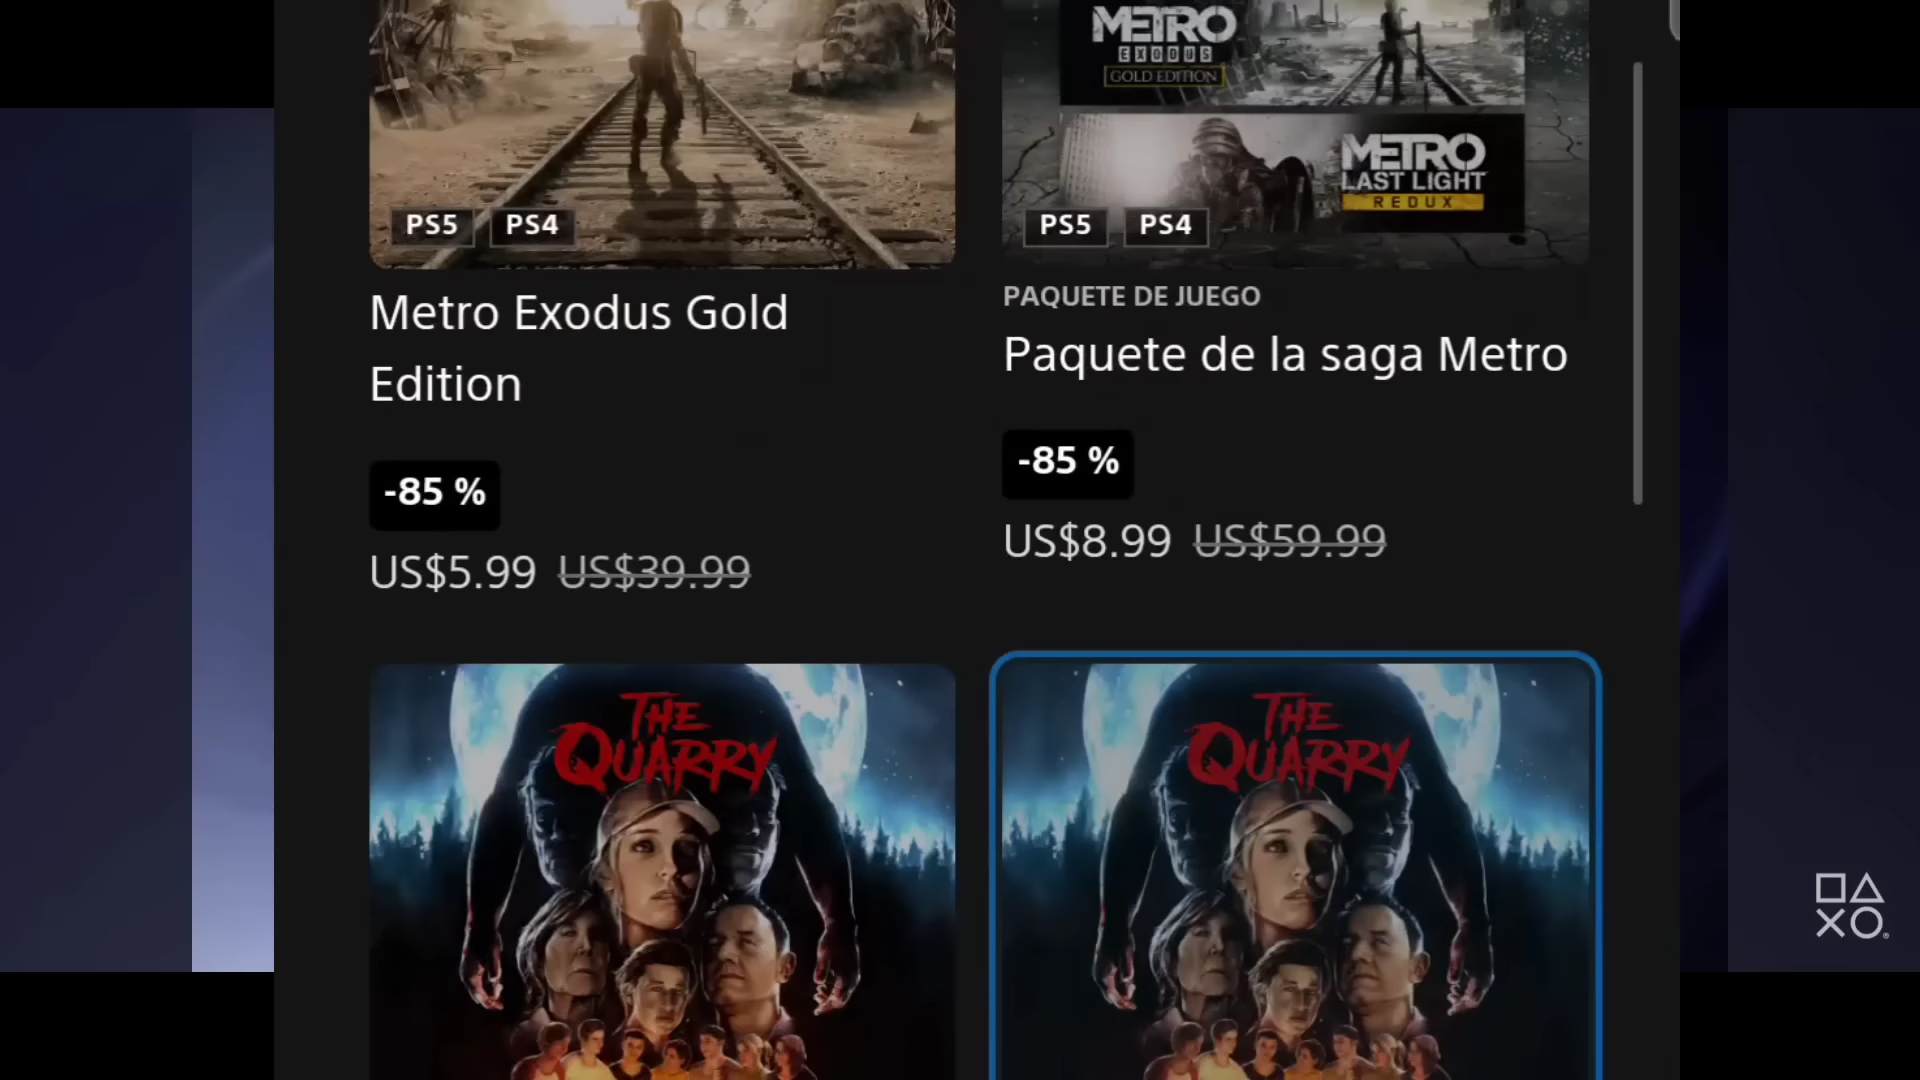 METRO
EXODUS
GOLD EDITION
METRO
LAST LIGHT
REDUX
PS5 PS4
PS5 PS4
Metro Exodus Gold
Edition
-85 %
US$5.99 US$39.99
PAQUETE DE JUEGO
Paquete de la saga Metro
-85 %
US$8.99 US$59.99
THE
QUARRY
THE
QUARRY